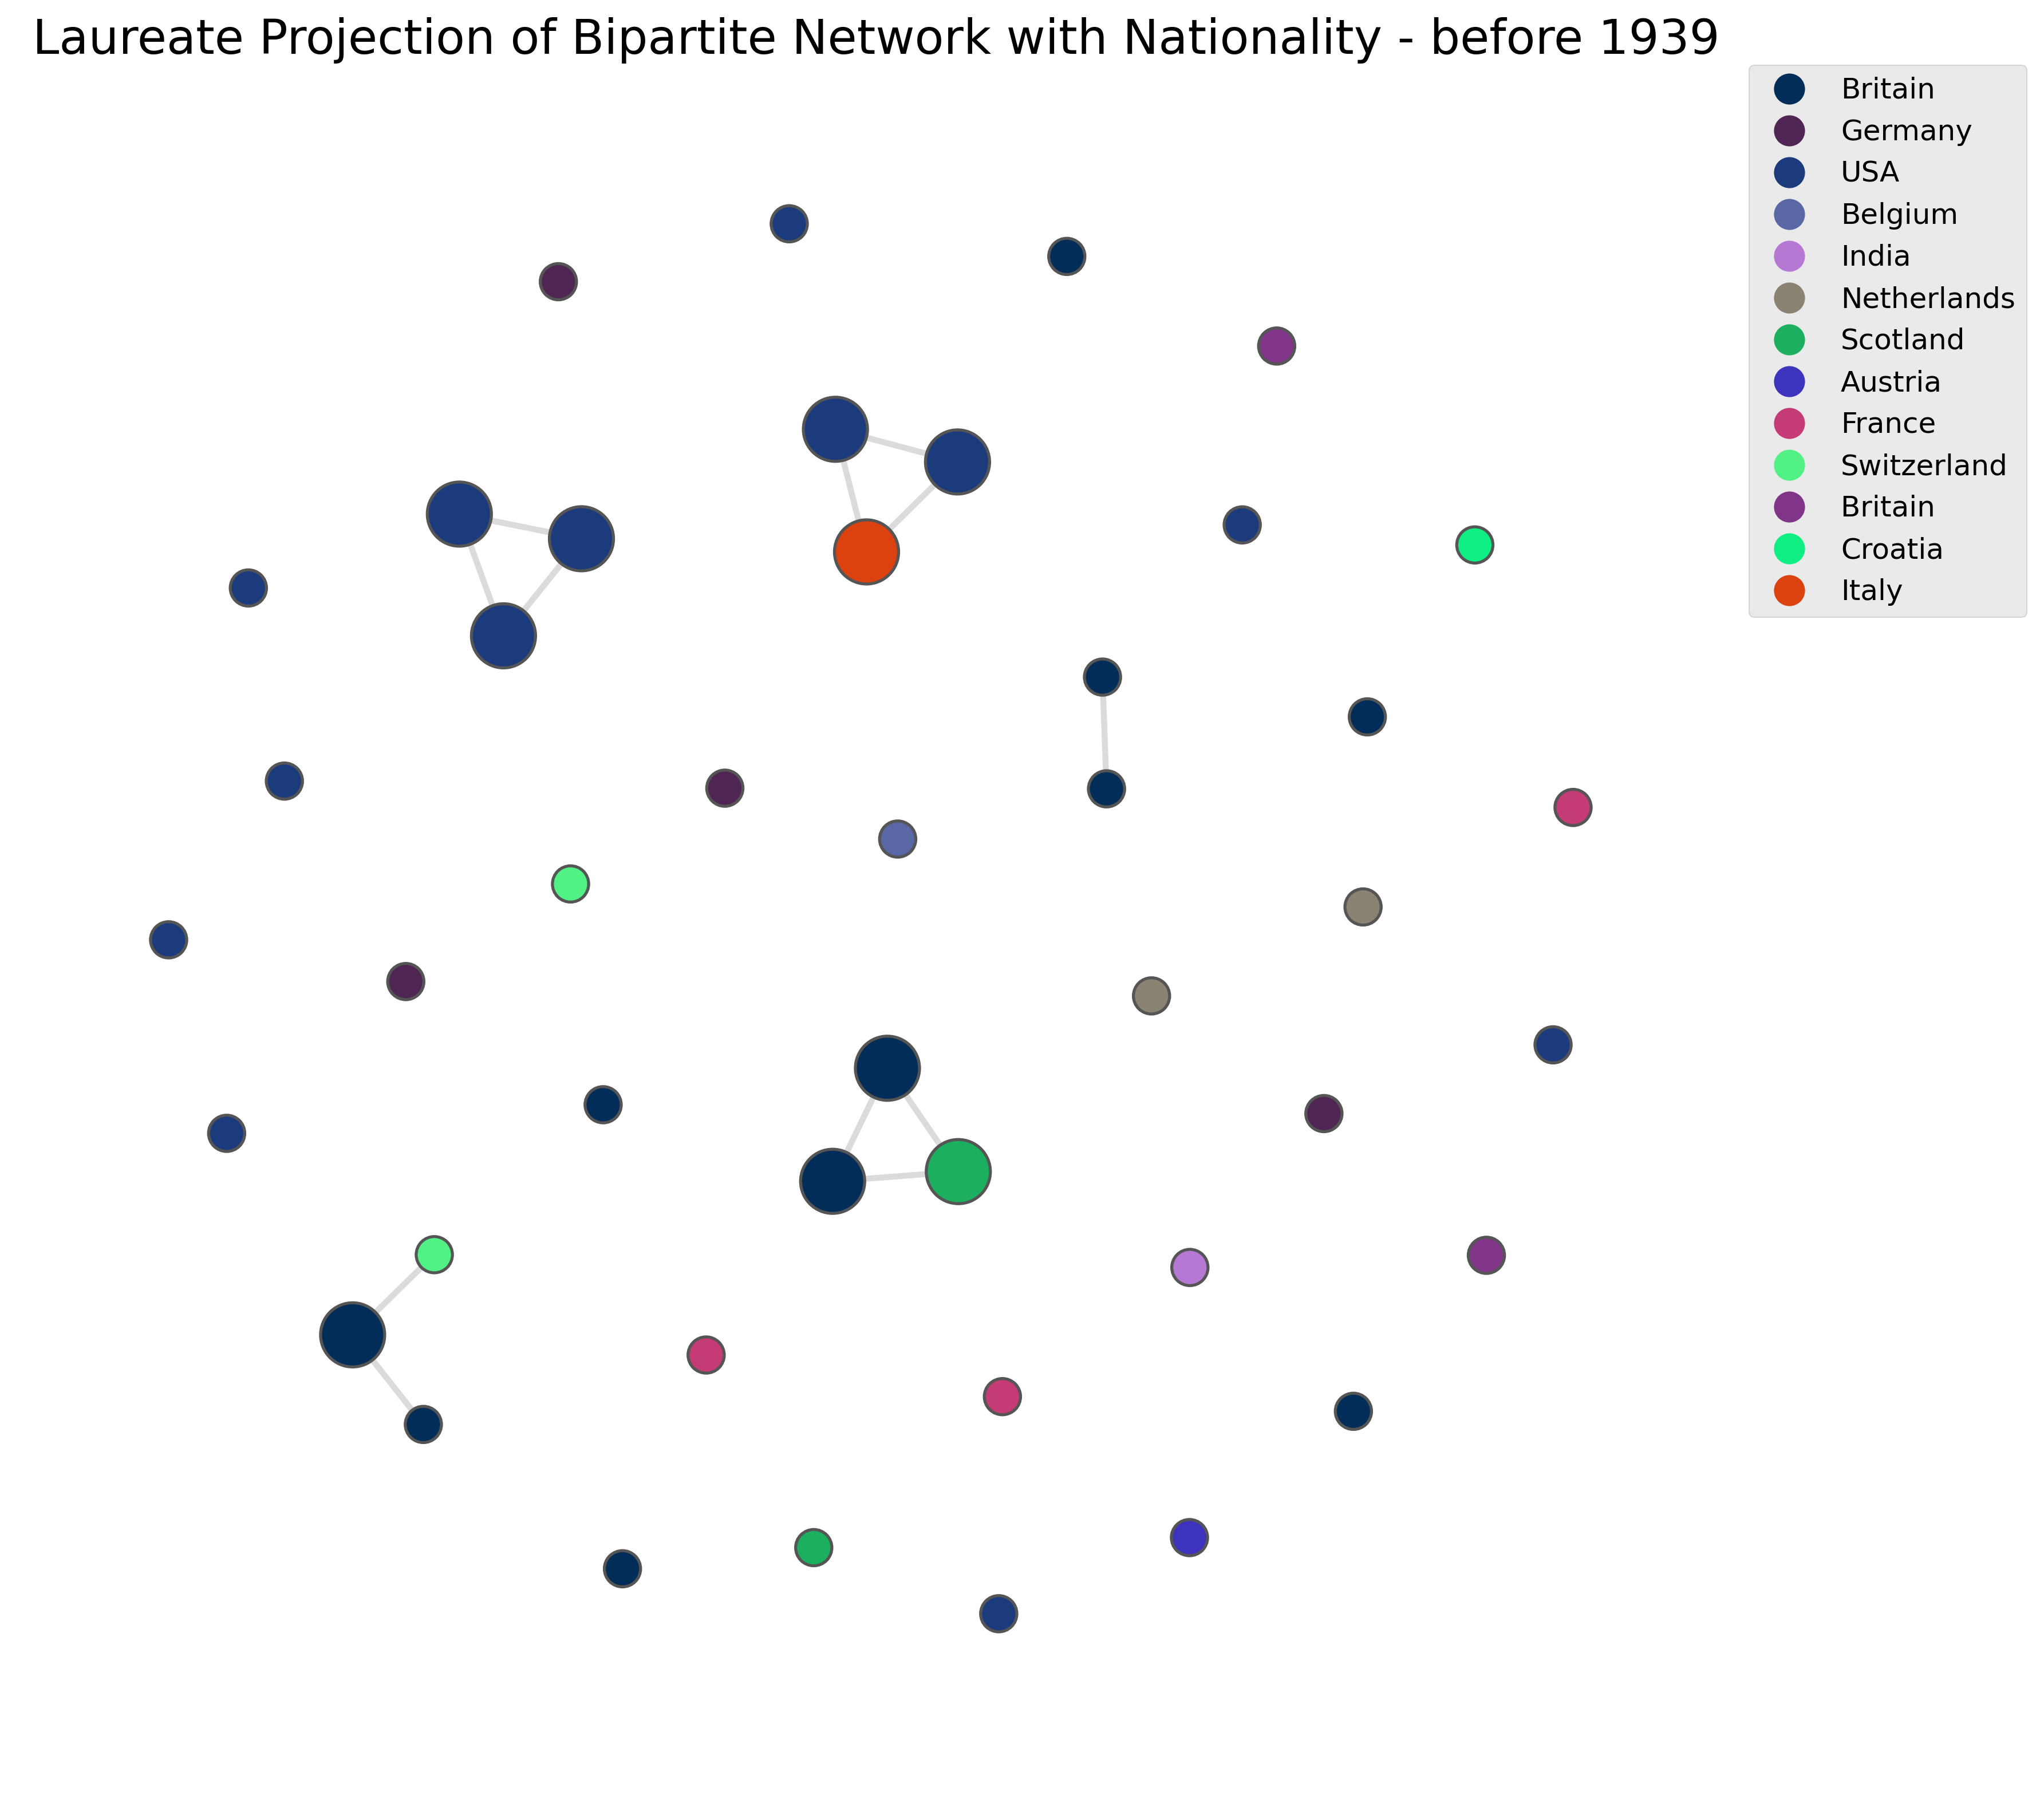 Laureate Projection of Bipartite Network with Nationality - before 1939
Britain
Germany
USA
Belgium
India
Netherlands
Scotland
Austria
France
Switzerland
Britain
Croatia
Italy